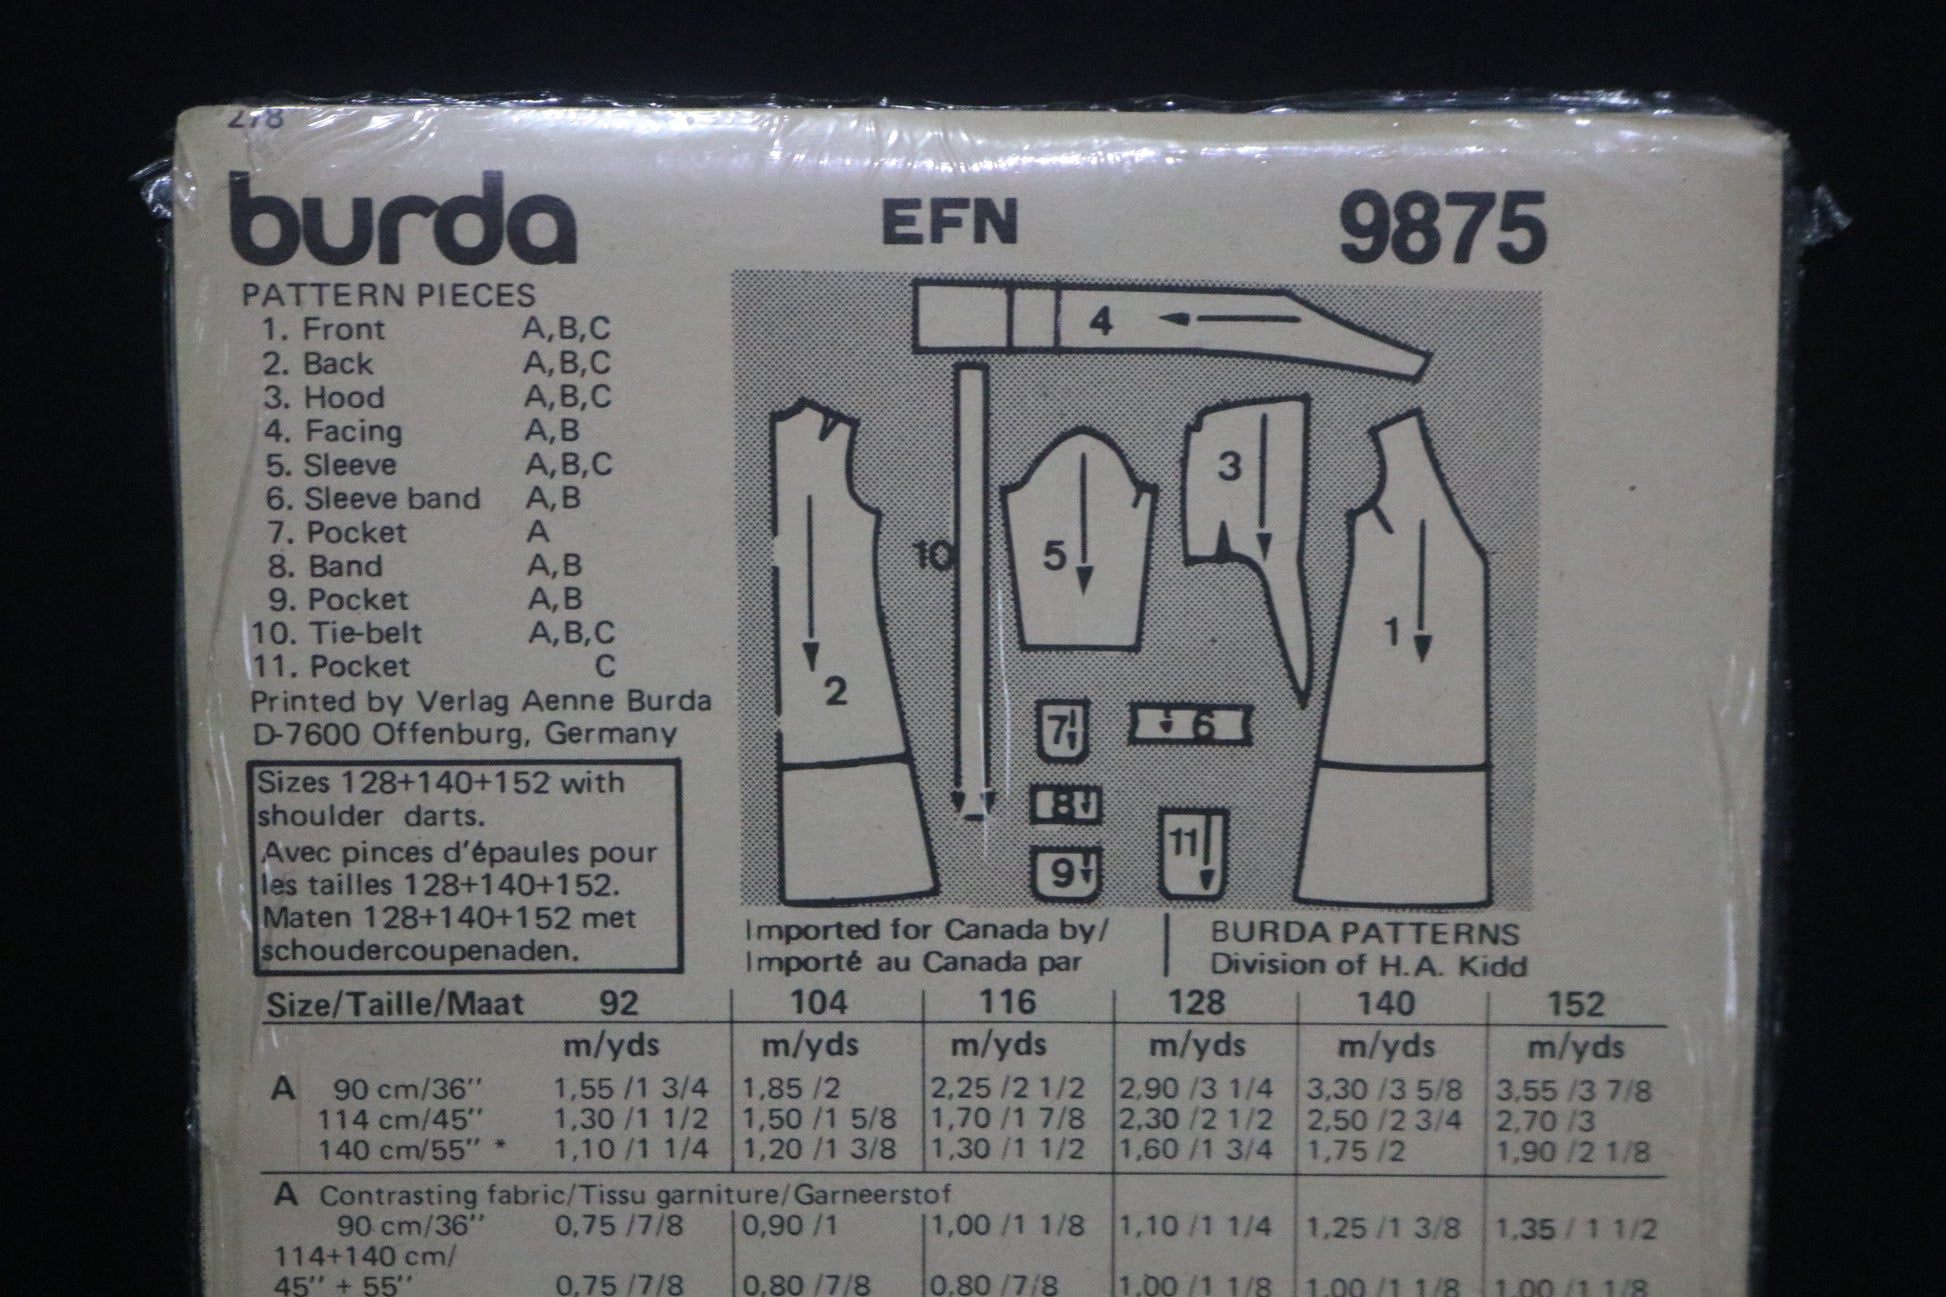 278
burda EFN 9875
PATTERN PIECES
1. Front A,B,C
2. Back A,B,C
3. Hood A,B,C
4. Facing A,B
5. Sleeve A,B,C
6. Sleeve band A,B
7. Pocket A
8. Band A,B
9. Pocket A,B
10. Tie-belt A,B,C
11. Pocket C
Printed by Verlag Aenne Burda
D-7600 Offenburg, Germany
Sizes 128+140+152 with
shoulder darts.
Avec pinces d'épaules pour
les tailles 128+140+152.
Maten 128+140+152 met
schoudercoupenaden.
4
3
10
5
1
2
7
6
8
11
9
Imported for Canada by/
Importé au Canada par
BURDA PATTERNS
Division of H.A. Kidd
Size/Taille/Maat 92 104 116 128 140 152
m/yds m/yds m/yds m/yds m/yds m/yds
A 90 cm/36'' 1,55 /1 3/4 1,85 /2 2,25 /2 1/2 2,90 /3 1/4 3,30 /3 5/8 3,55 /3 7/8
114 cm/45'' 1,30 /1 1/2 1,50 /1 5/8 1,70 /1 7/8 2,30 /2 1/2 2,50 /2 3/4 2,70 /3
140 cm/55'' * 1,10 /1 1/4 1,20 /1 3/8 1,30 /1 1/2 1,60 /1 3/4 1,75 /2 1,90 /2 1/8
A Contrasting fabric/Tissu garniture/Garneerstof
90 cm/36'' 0,75 /7/8 0,90 /1 1,00 /1 1/8 1,10 /1 1/4 1,25 /1 3/8 1,35 / 1 1/2
114+140 cm/
45'' + 55'' 0,75 /7/8 0,80 /7/8 0,80 /7/8 1,00 /1 1/8 1,00 /1 1/8 1,00 /1 1/8